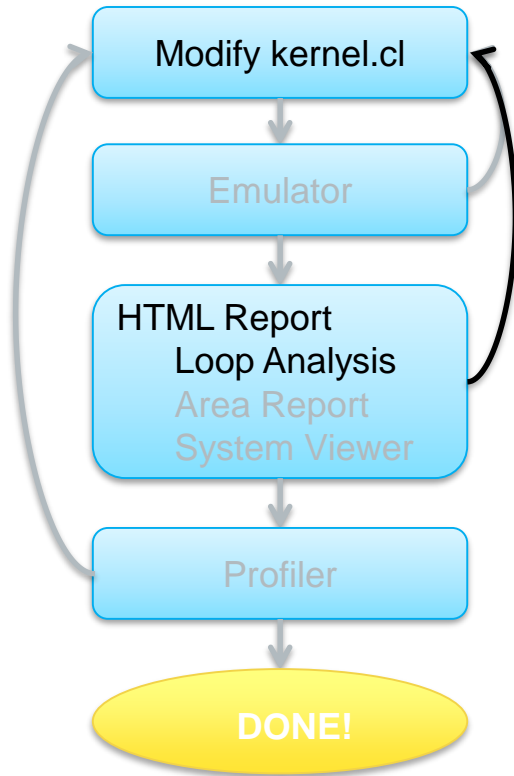 Modify kernel.cl
Emulator
HTML Report
Loop Analysis
Area Report
System Viewer
Profiler
DONE!